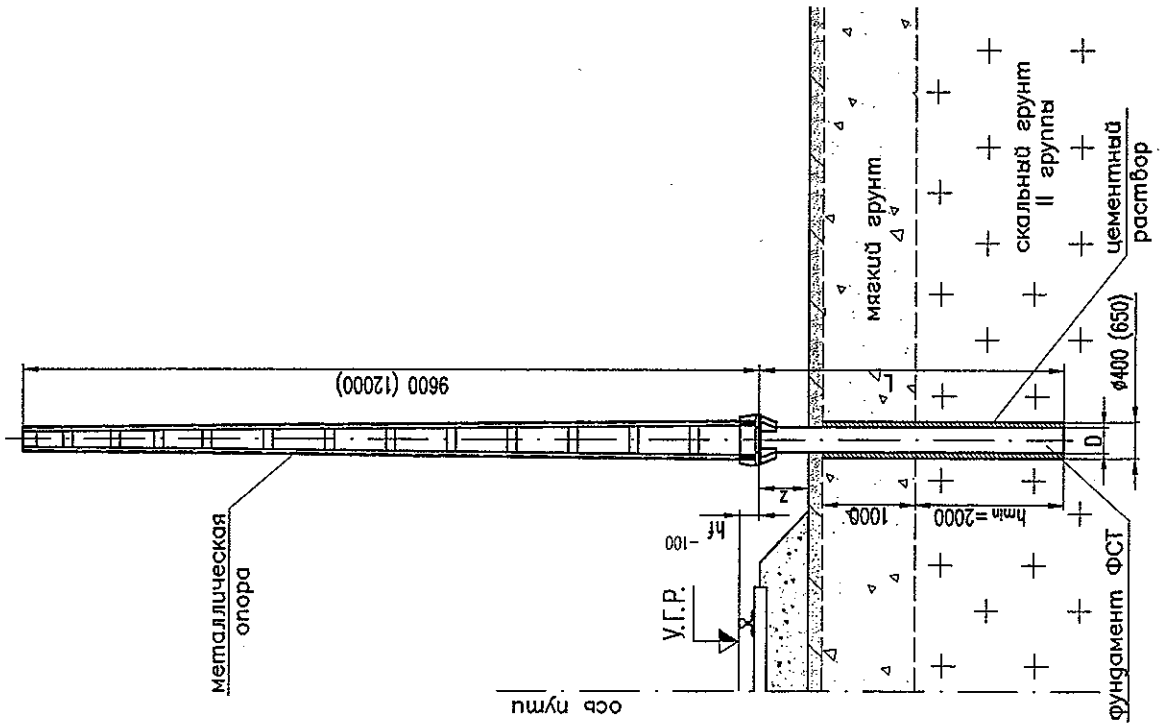 металлическая
опора
9600 (12000)
У.Г.Р.
-100
hf
z
L
ось пути
мягкий грунт
скальный грунт
II группы
1000
hmin=2000
D
ø400 (650)
цементный
раствор
фундамент ФСТ